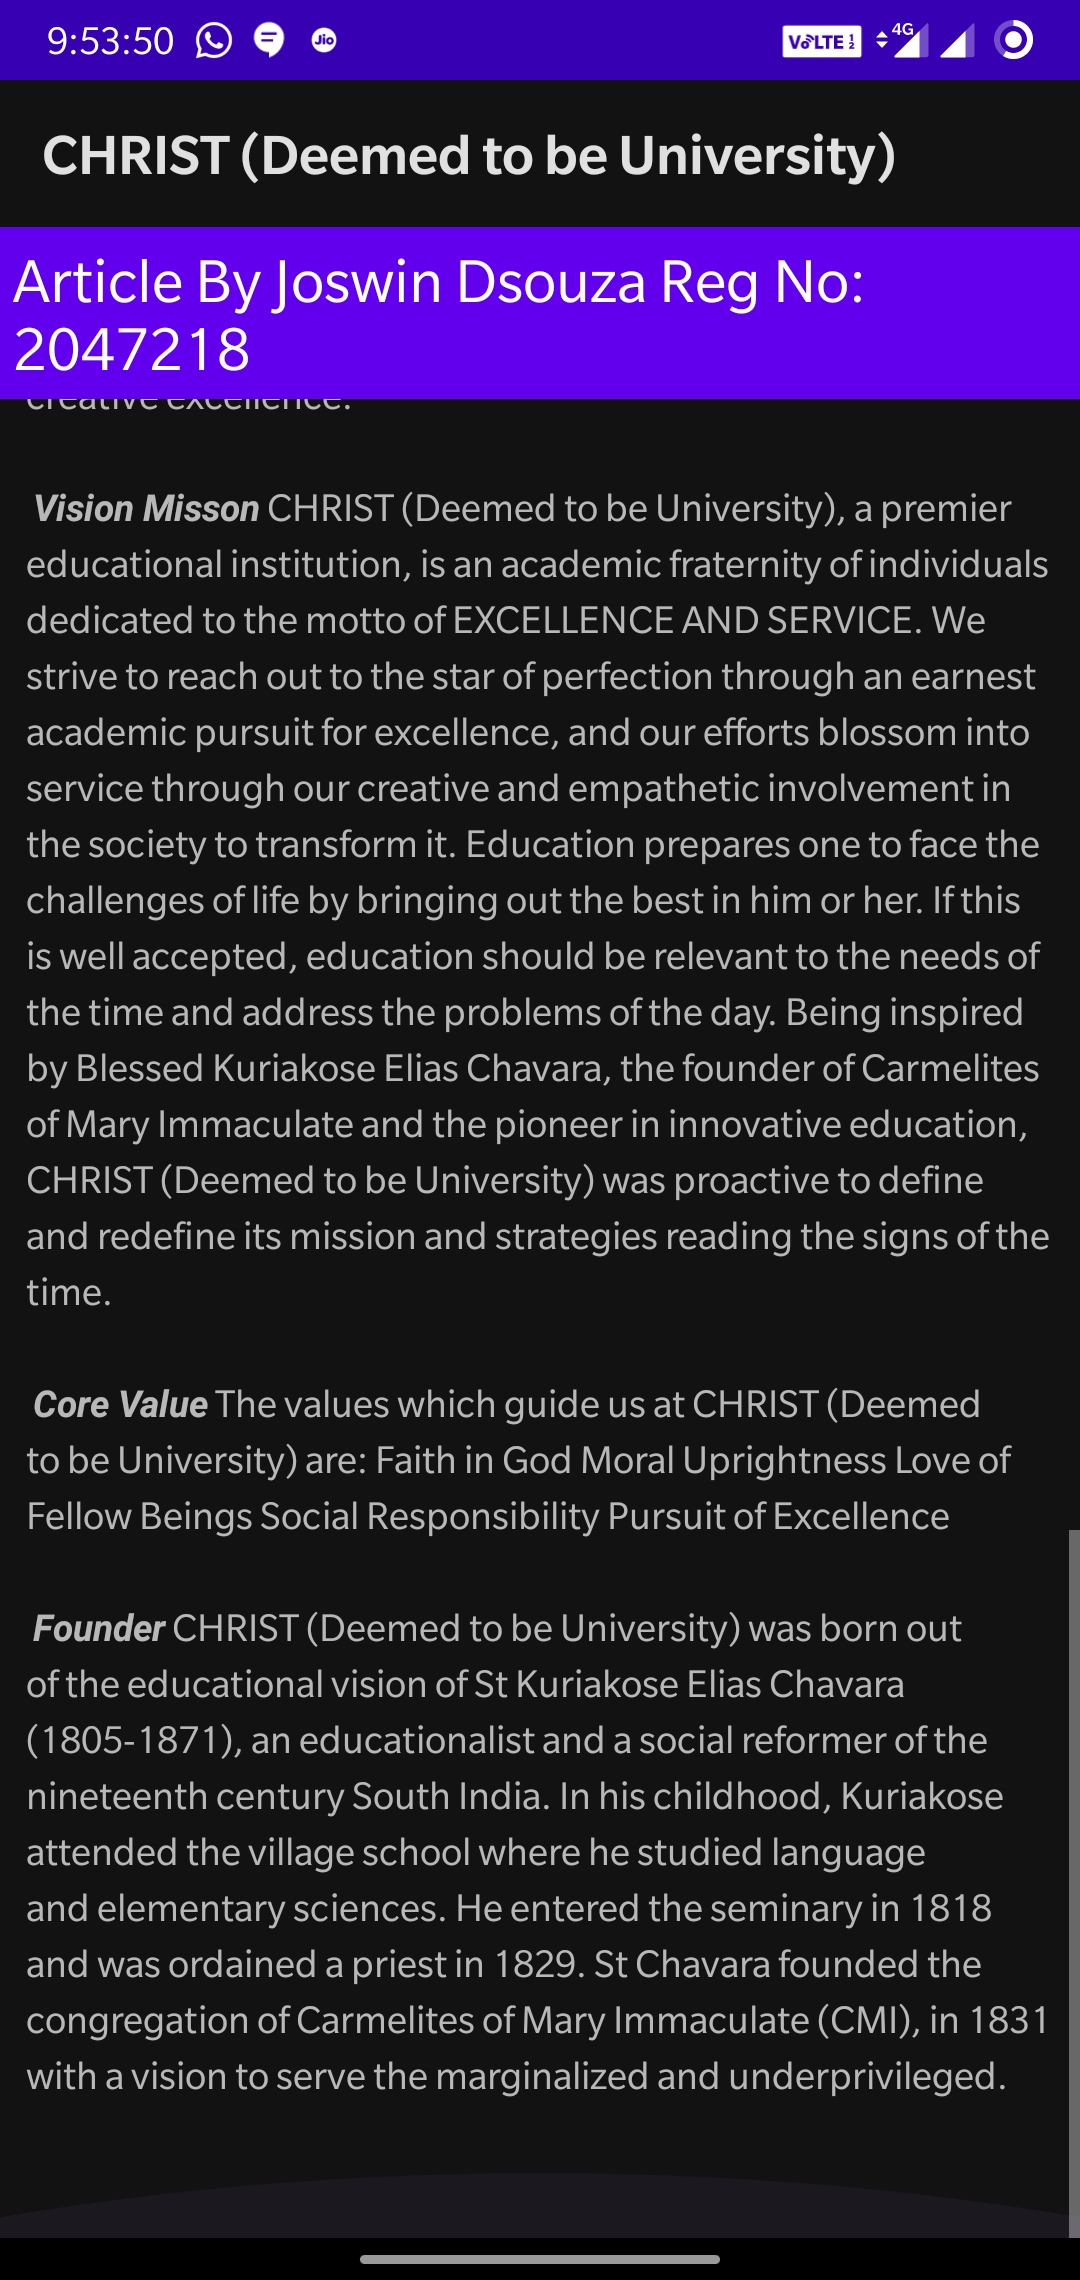 9:53:50
Jio
VoLTE 1 2
4G
CHRIST (Deemed to be University)
Article By Joswin Dsouza Reg No:
2047218
creative excellence.
Vision Misson CHRIST (Deemed to be University), a premier
educational institution, is an academic fraternity of individuals
dedicated to the motto of EXCELLENCE AND SERVICE. We
strive to reach out to the star of perfection through an earnest
academic pursuit for excellence, and our efforts blossom into
service through our creative and empathetic involvement in
the society to transform it. Education prepares one to face the
challenges of life by bringing out the best in him or her. If this
is well accepted, education should be relevant to the needs of
the time and address the problems of the day. Being inspired
by Blessed Kuriakose Elias Chavara, the founder of Carmelites
of Mary Immaculate and the pioneer in innovative education,
CHRIST (Deemed to be University) was proactive to define
and redefine its mission and strategies reading the signs of the
time.
Core Value The values which guide us at CHRIST (Deemed
to be University) are: Faith in God Moral Uprightness Love of
Fellow Beings Social Responsibility Pursuit of Excellence
Founder CHRIST (Deemed to be University) was born out
of the educational vision of St Kuriakose Elias Chavara
(1805-1871), an educationalist and a social reformer of the
nineteenth century South India. In his childhood, Kuriakose
attended the village school where he studied language
and elementary sciences. He entered the seminary in 1818
and was ordained a priest in 1829. St Chavara founded the
congregation of Carmelites of Mary Immaculate (CMI), in 1831
with a vision to serve the marginalized and underprivileged.